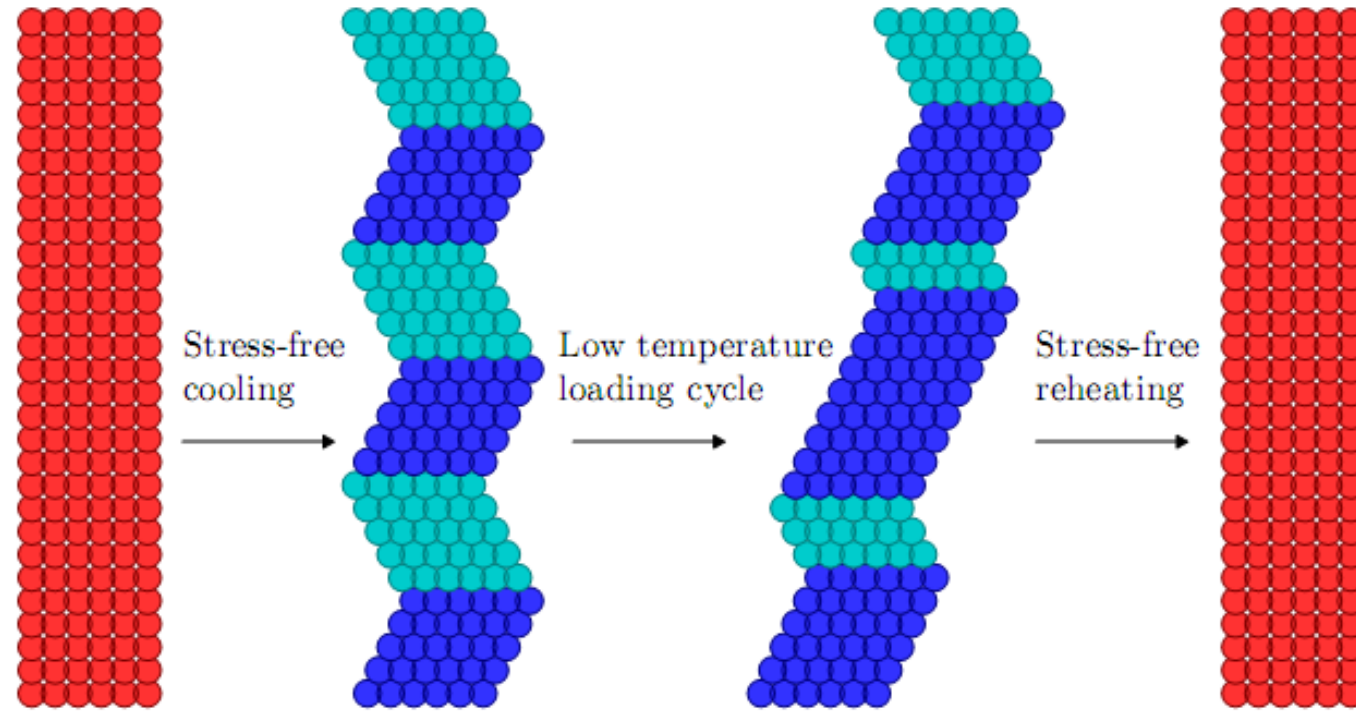 Stress-free
cooling
Low temperature
loading cycle
Stress-free
reheating